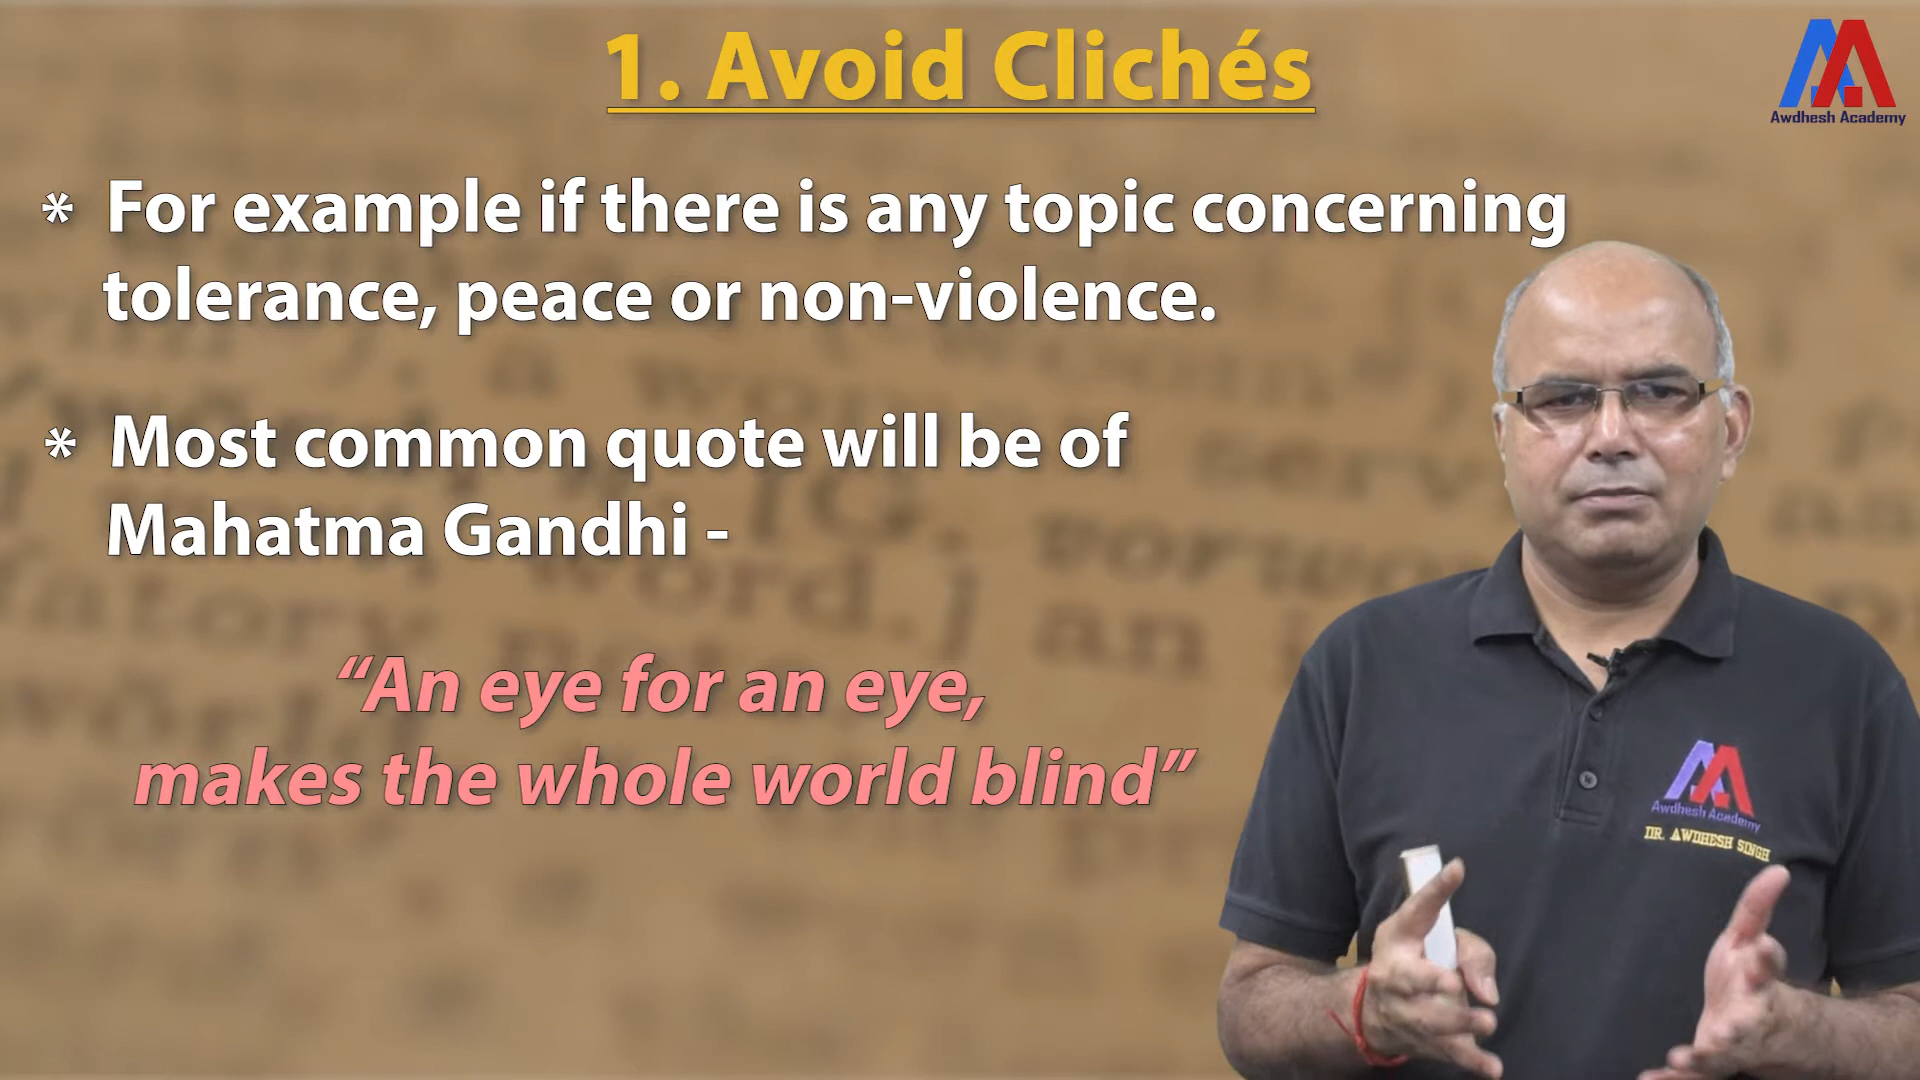 1. Avoid Clichés
Awdhesh Academy
* For example if there is any topic concerning
tolerance, peace or non-violence.
* Most common quote will be of
Mahatma Gandhi -
“An eye for an eye,
makes the whole world blind”
Awdhesh Academy
DR. AWDHESH SINGH
word.]
an